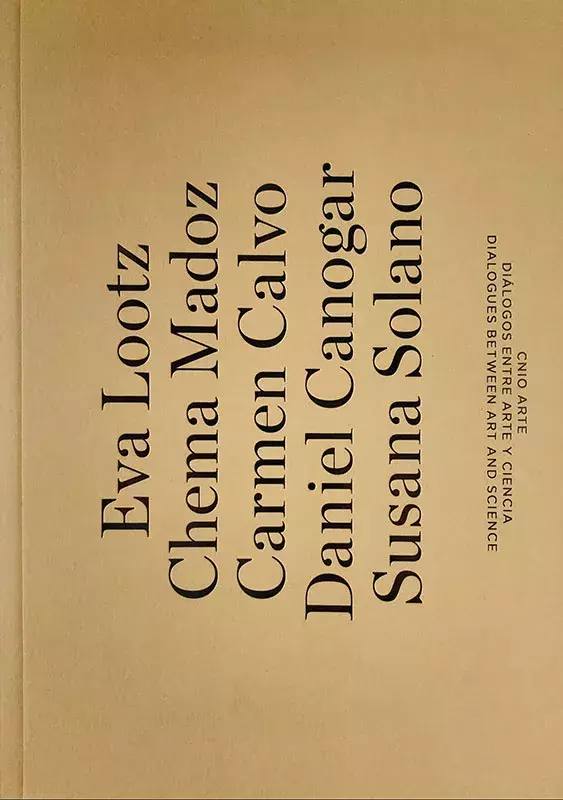 Eva Lootz
Chema Madoz
Carmen Calvo
Daniel Canogar
Susana Solano
CNIO ARTE
DIÁLOGOS ENTRE ARTE Y CIENCIA
DIALOGUES BETWEEN ART AND SCIENCE